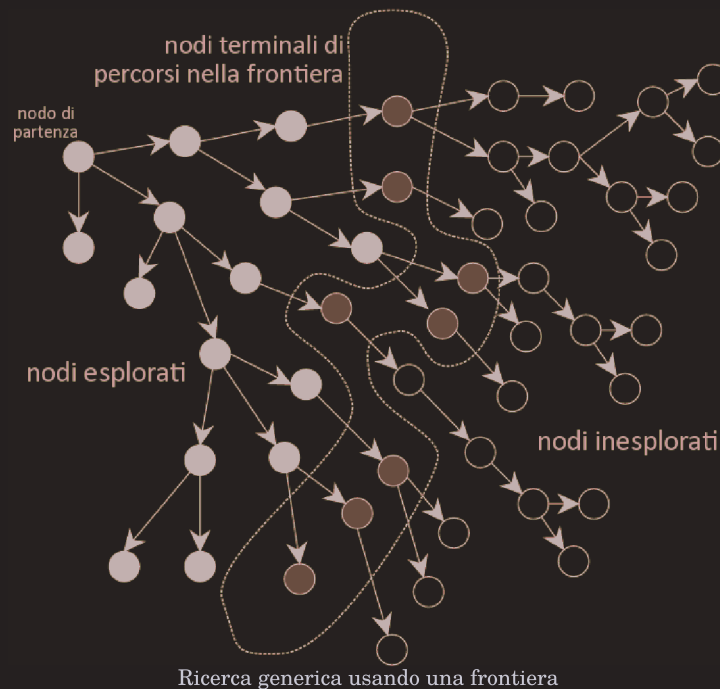 nodi terminali di
percorsi nella frontiera
nodo di
partenza
nodi esplorati
nodi inesplorati
Ricerca generica usando una frontiera